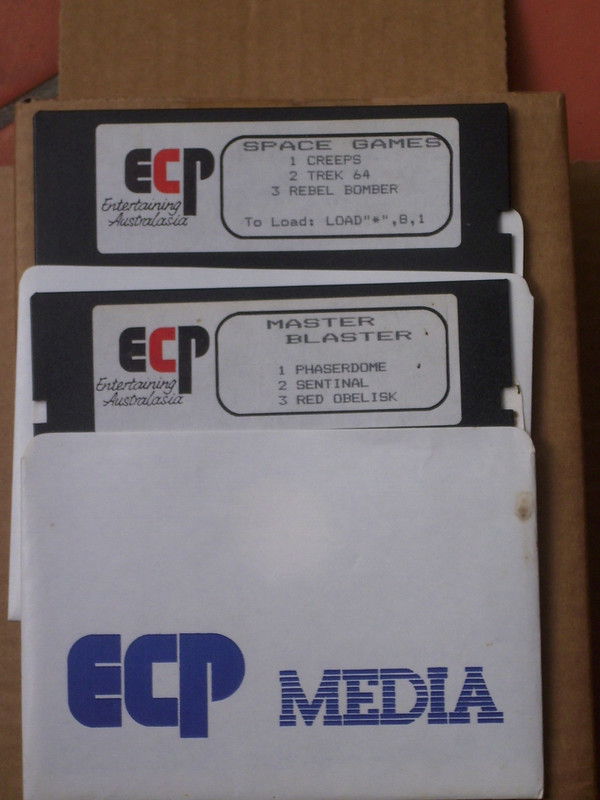 ECP
Entertaining
Australasia
SPACE GAMES
1 CREEPS
2 TREK 64
3 REBEL BOMBER
To Load: LOAD"*",8,1
ECP
Entertaining
Australasia
MASTER
BLASTER
1 PHASERDOME
2 SENTINAL
3 RED OBELISK
ECP MEDIA